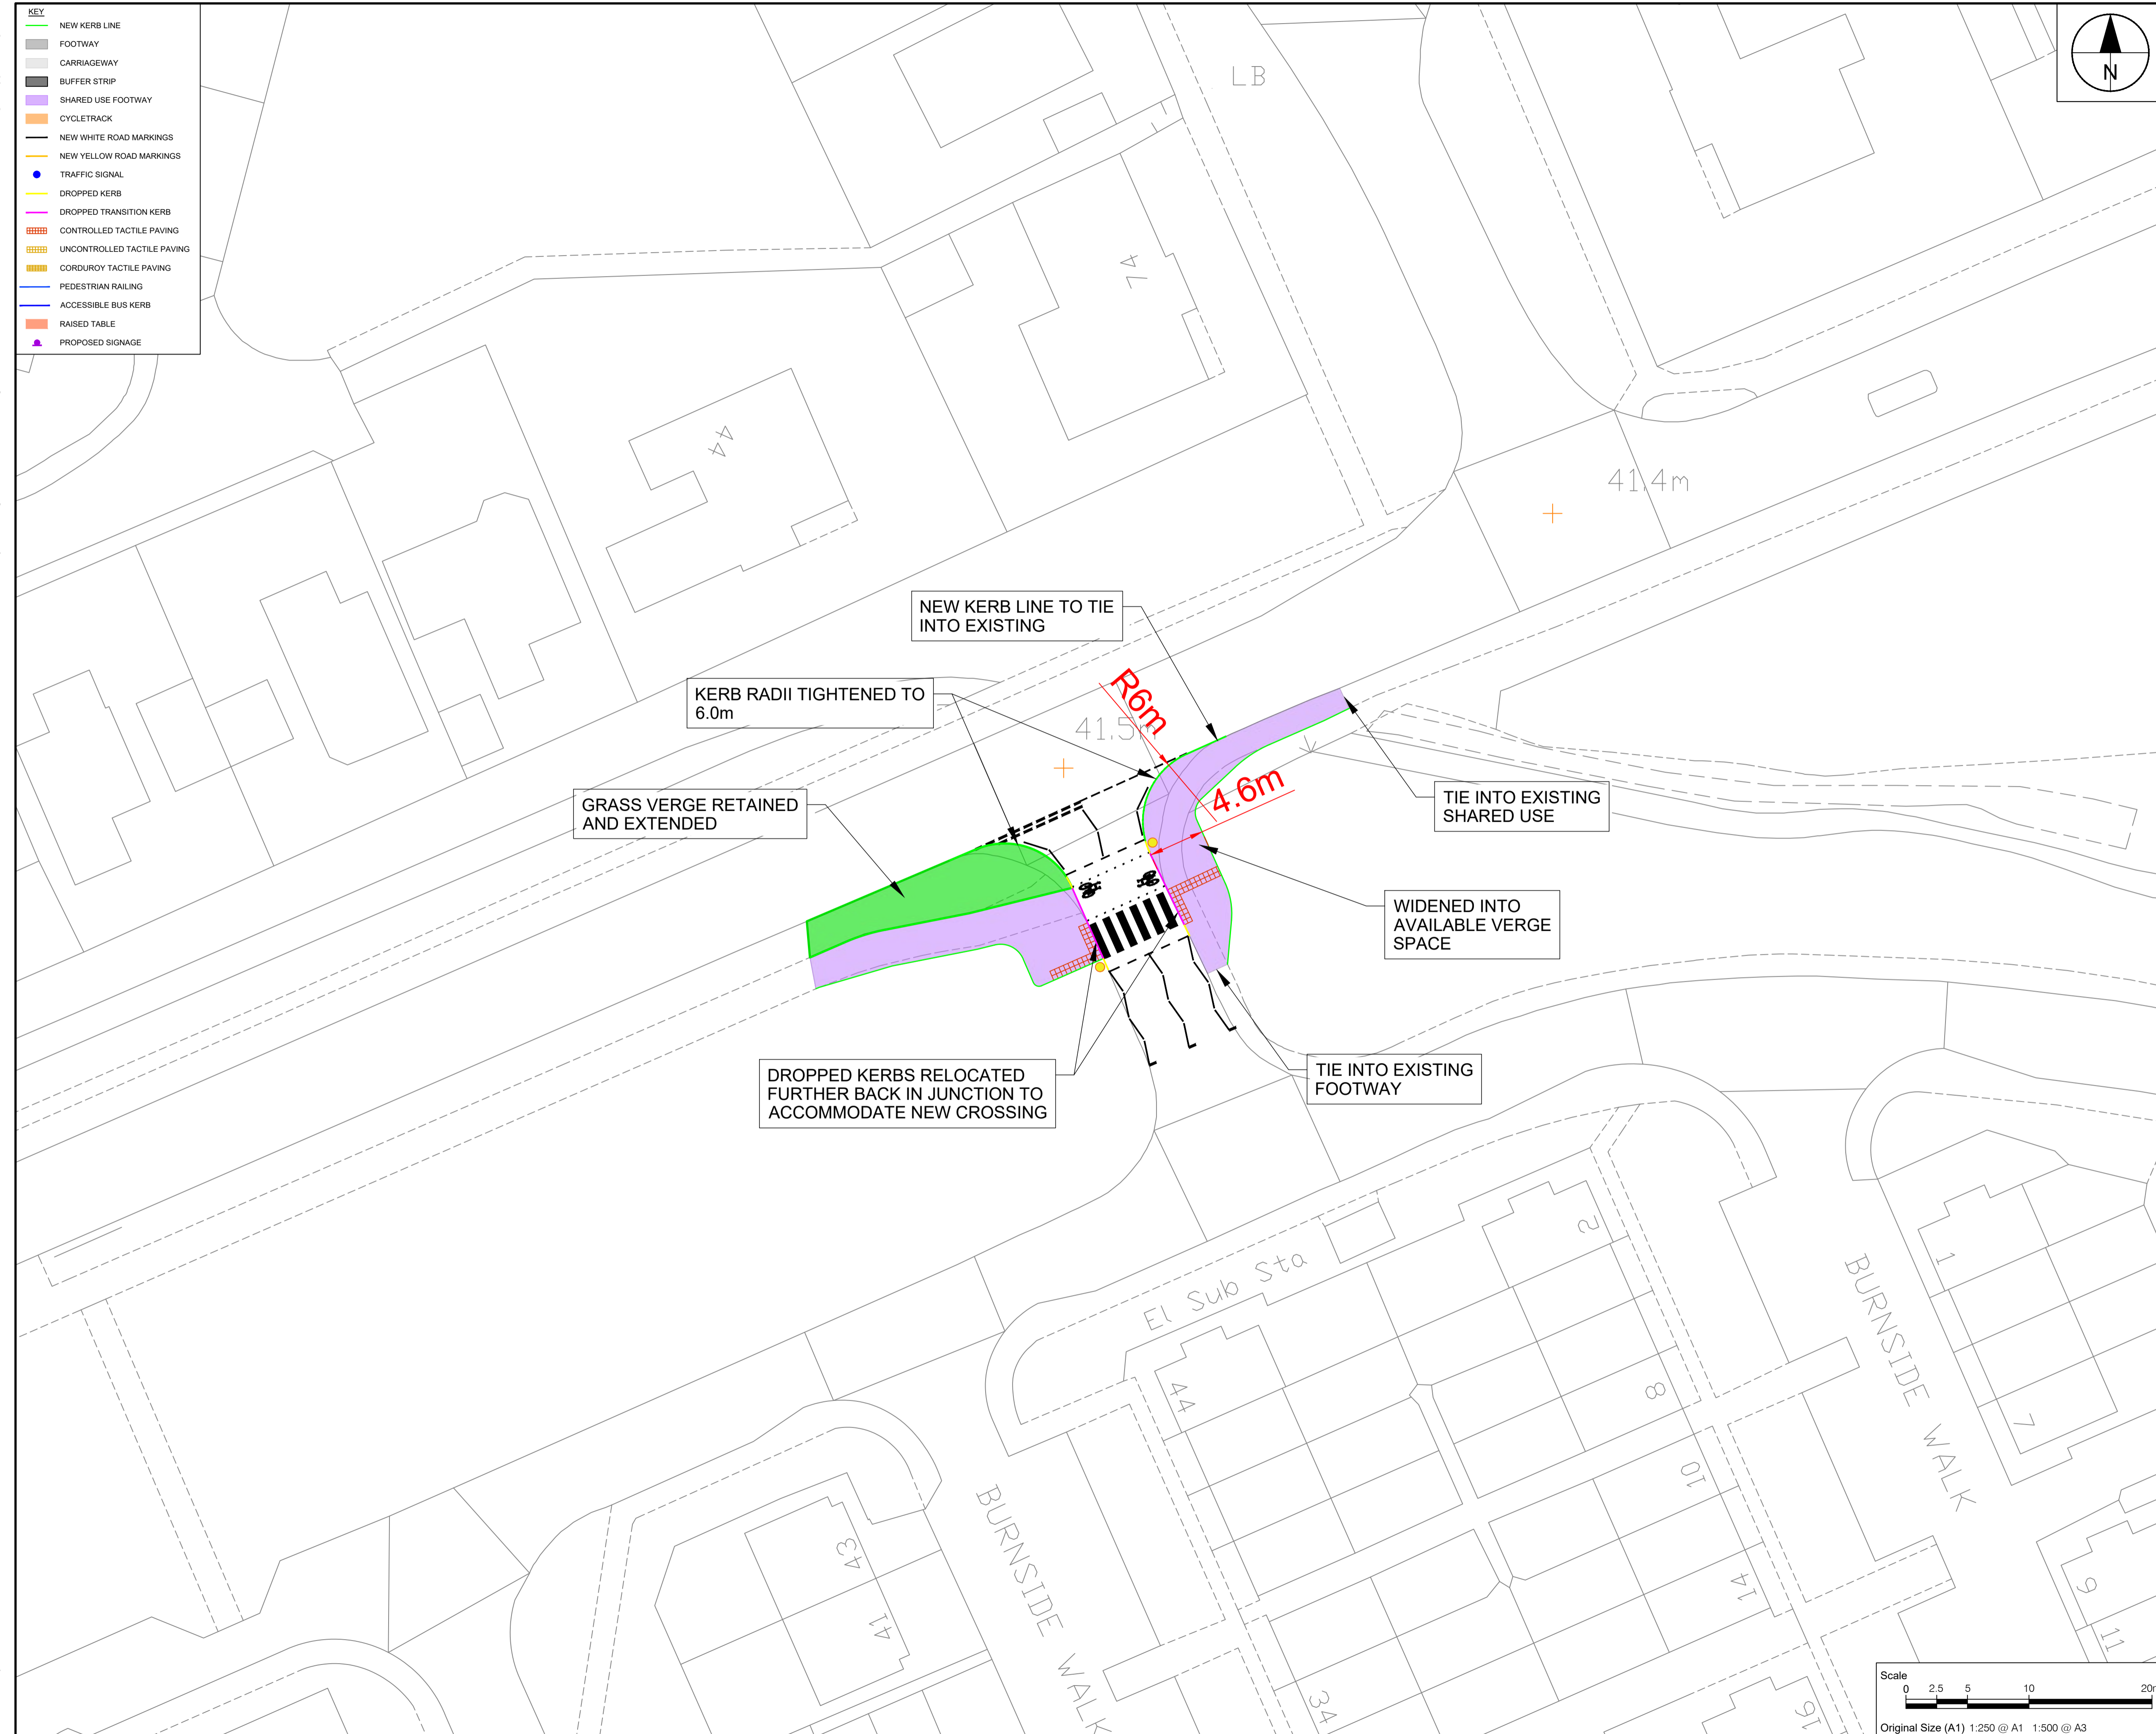 KEY
NEW KERB LINE
FOOTWAY
CARRIAGEWAY
BUFFER STRIP
SHARED USE FOOTWAY
CYCLETRACK
NEW WHITE ROAD MARKINGS
NEW YELLOW ROAD MARKINGS
TRAFFIC SIGNAL
DROPPED KERB
DROPPED TRANSITION KERB
CONTROLLED TACTILE PAVING
UNCONTROLLED TACTILE PAVING
CORDUROY TACTILE PAVING
PEDESTRIAN RAILING
ACCESSIBLE BUS KERB
RAISED TABLE
PROPOSED SIGNAGE
N
LB
74
44
41.4m
NEW KERB LINE TO TIE
INTO EXISTING
KERB RADII TIGHTENED TO
6.0m
R6m
41.5m
4.6m
GRASS VERGE RETAINED
AND EXTENDED
TIE INTO EXISTING
SHARED USE
WIDENED INTO
AVAILABLE VERGE
SPACE
DROPPED KERBS RELOCATED
FURTHER BACK IN JUNCTION TO
ACCOMMODATE NEW CROSSING
TIE INTO EXISTING
FOOTWAY
El Sub Sta
2
1
BURNSIDE WALK
44
8
7
10
BURNSIDE WALK
43
41
14
9
11
34
16
Scale
0 2.5 5 10 20m
Original Size (A1) 1:250 @ A1 1:500 @ A3